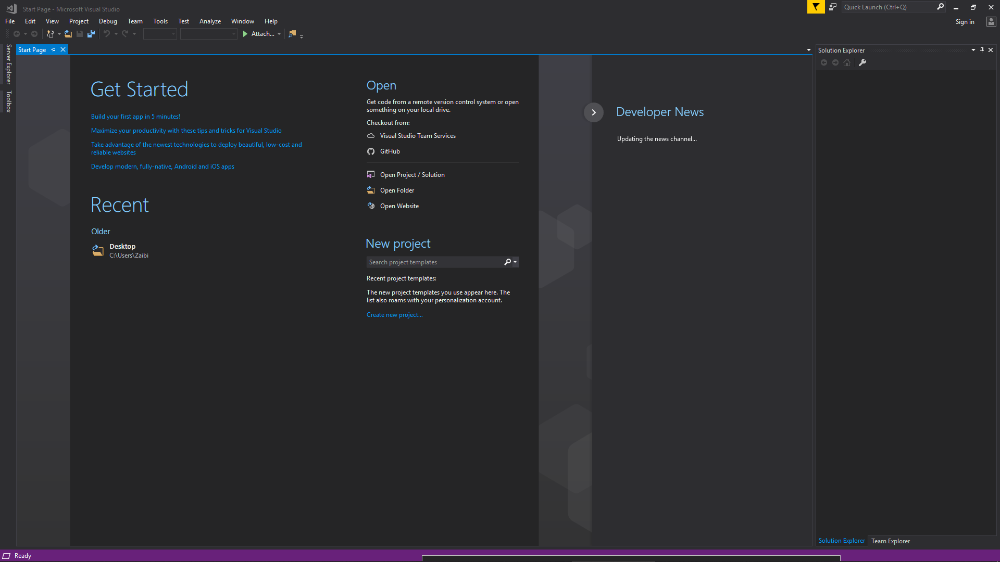 Start Page - Microsoft Visual Studio
Quick Launch (Ctrl+Q)
File Edit View Project Debug Team Tools Test Analyze Window Help
Sign in
Attach...
Server Explorer
Toolbox
Start Page
Get Started
Build your first app in 5 minutes!
Maximize your productivity with these tips and tricks for Visual Studio
Take advantage of the newest technologies to deploy beautiful, low-cost and
reliable websites
Develop modern, fully-native, Android and iOS apps
Recent
Older
Desktop
C:\Users\Zaibi
Open
Get code from a remote version control system or open
something on your local drive.
Checkout from:
Visual Studio Team Services
GitHub
Open Project / Solution
Open Folder
Open Website
New project
Search project templates
Recent project templates:
The new project templates you use appear here. The
list also roams with your personalization account.
Create new project...
Developer News
Updating the news channel...
Solution Explorer
Solution Explorer Team Explorer
Ready